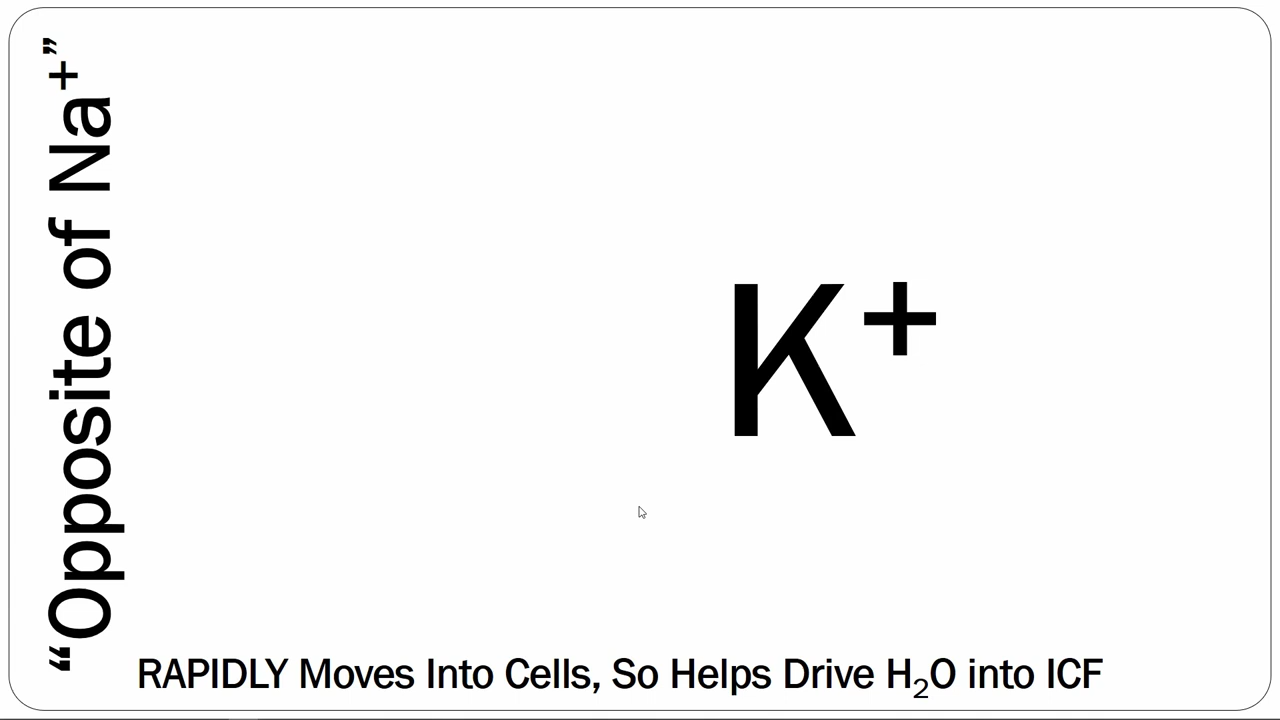 “Opposite of Na⁺”
K⁺
RAPIDLY Moves Into Cells, So Helps Drive H₂O into ICF